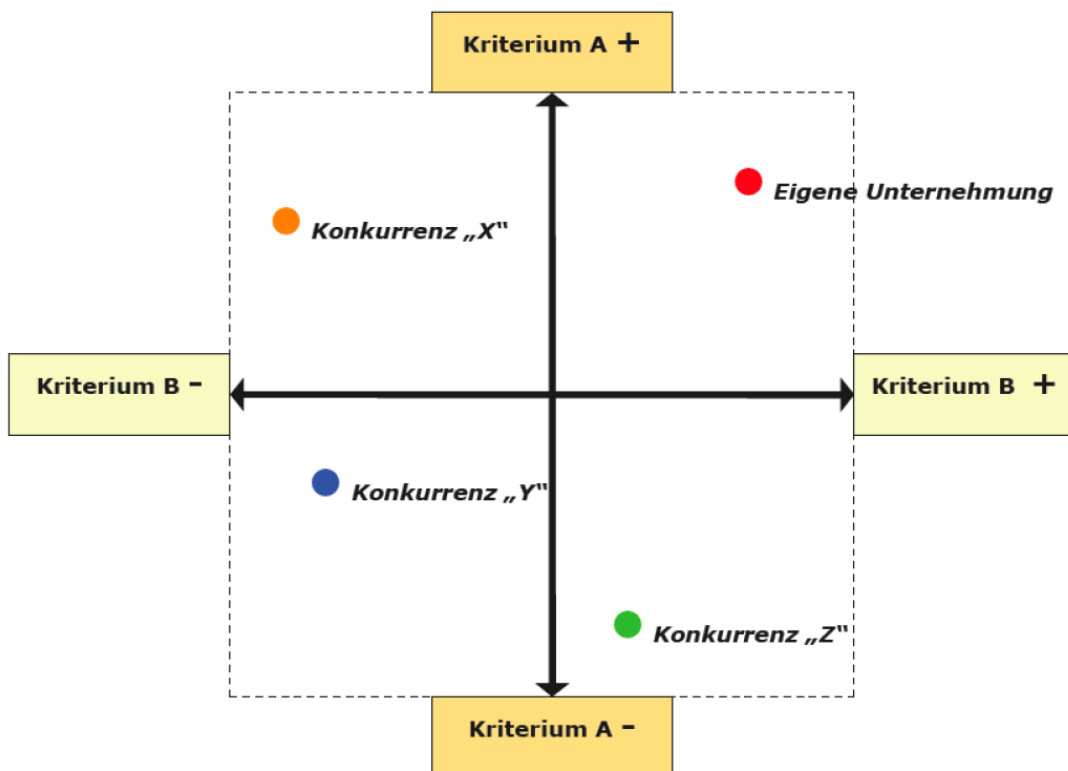 Kriterium A +
Eigene Unternehmung
Konkurrenz „X“
Kriterium B -
Kriterium B +
Konkurrenz „Y“
Konkurrenz „Z“
Kriterium A -